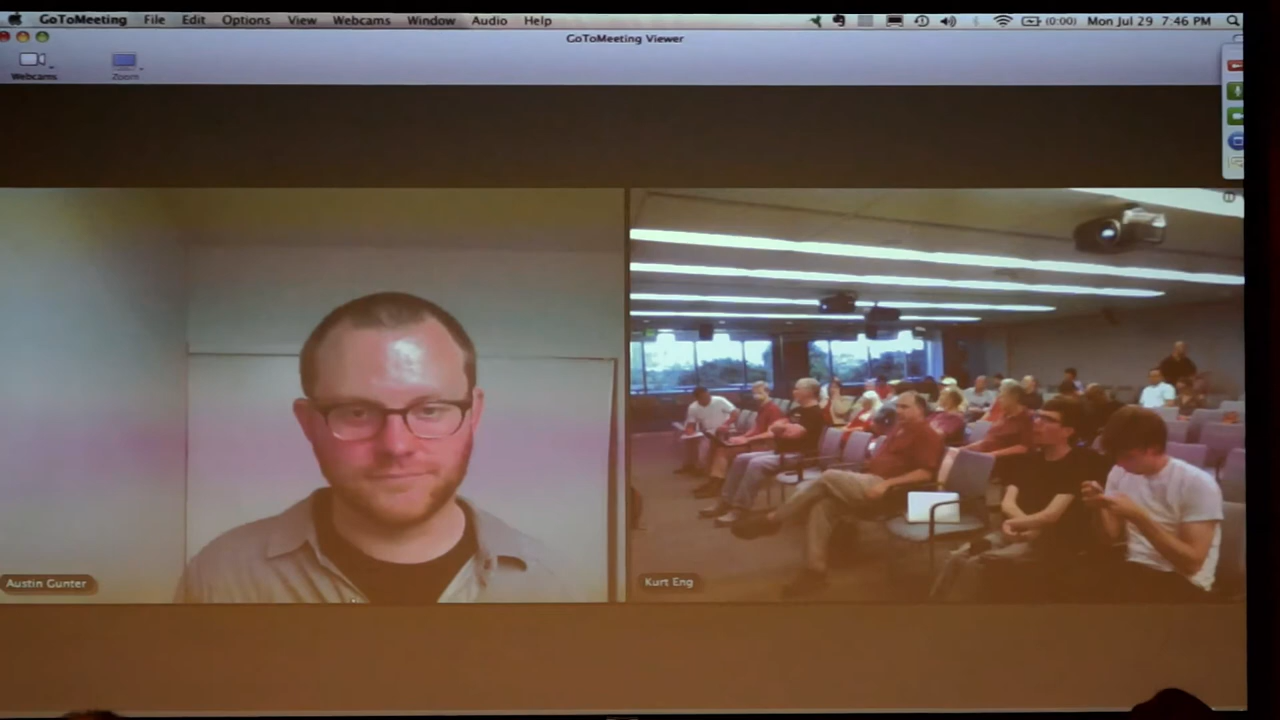 GoToMeeting File Edit Options View Webcams Window Audio Help (0:00) Mon Jul 29 7:46 PM
GoToMeeting Viewer
Webcams Zoom
Austin Gunter
Kurt Eng